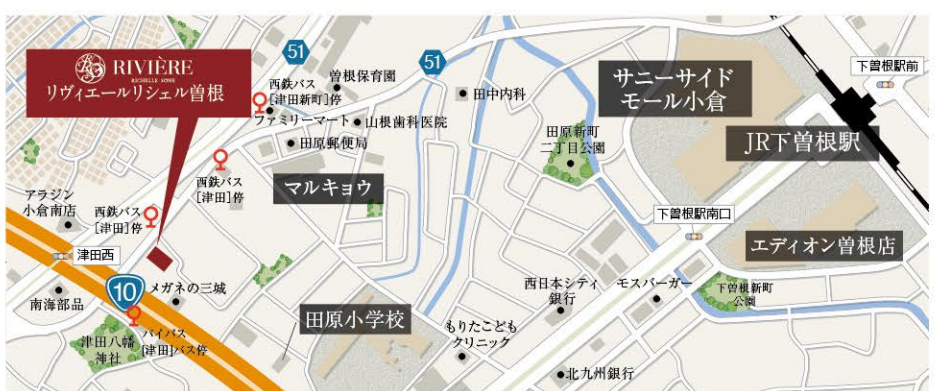 RIVIÈRE
RICHELLE SONE
リヴィエールリシェル曽根
51
51
西鉄バス
[津田新町]停
曽根保育園
ファミリーマート
山根歯科医院
田原郵便局
田中内科
サニーサイド
モール小倉
下曽根駅前
JR下曽根駅
田原新町
二丁目公園
西鉄バス
[津田]停
マルキョウ
アラジン
小倉南店
西鉄バス
[津田]停
下曽根駅南口
エディオン曽根店
津田西
10
メガネの三城
南海部品
西日本シティ
銀行
モスバーガー
下曽根新町
公園
田原小学校
津田八幡
神社
バイパス
[津田]バス停
もりたこども
クリニック
北九州銀行